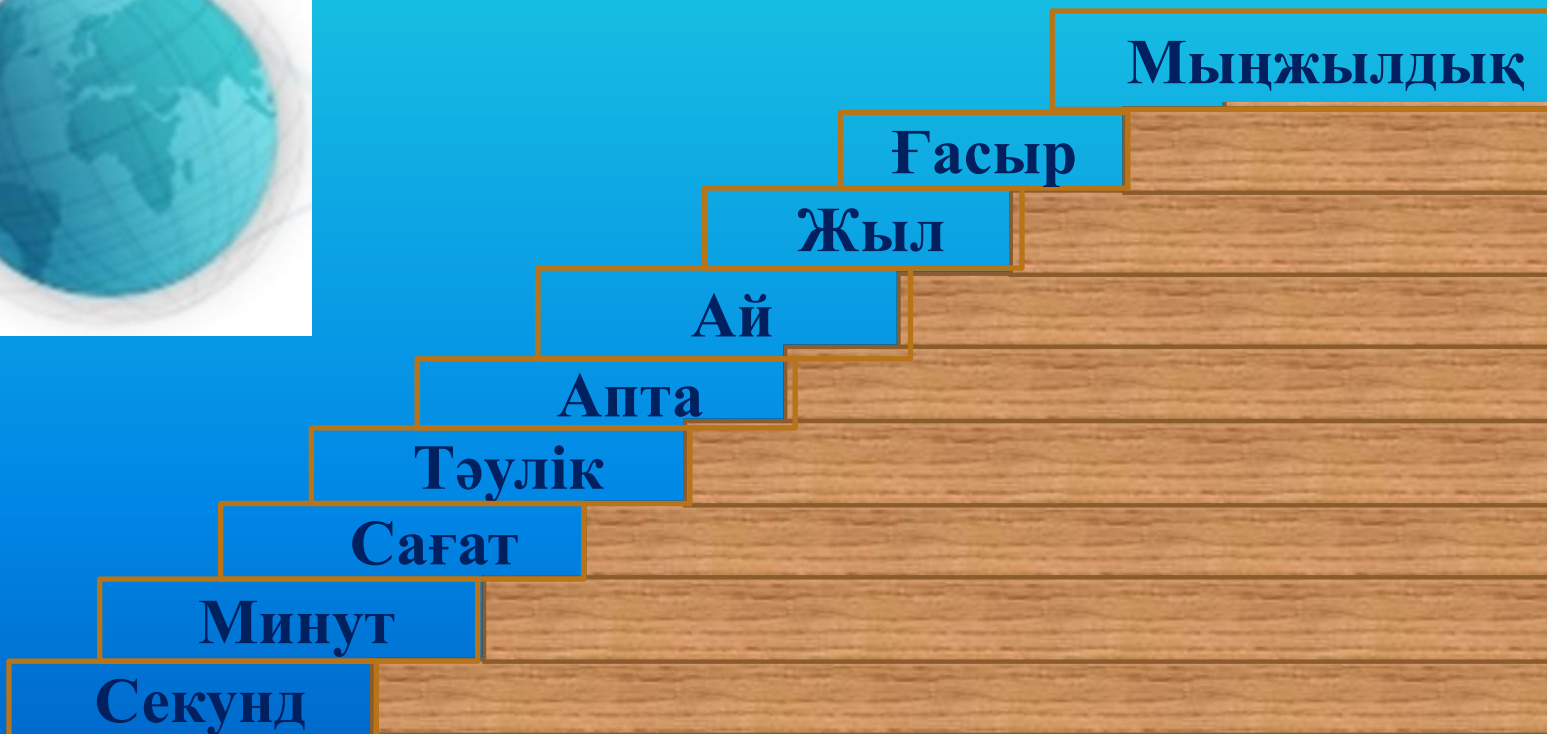 Мыңжылдық
Ғасыр
Жыл
Ай
Апта
Тәулік
Сағат
Минут
Секунд